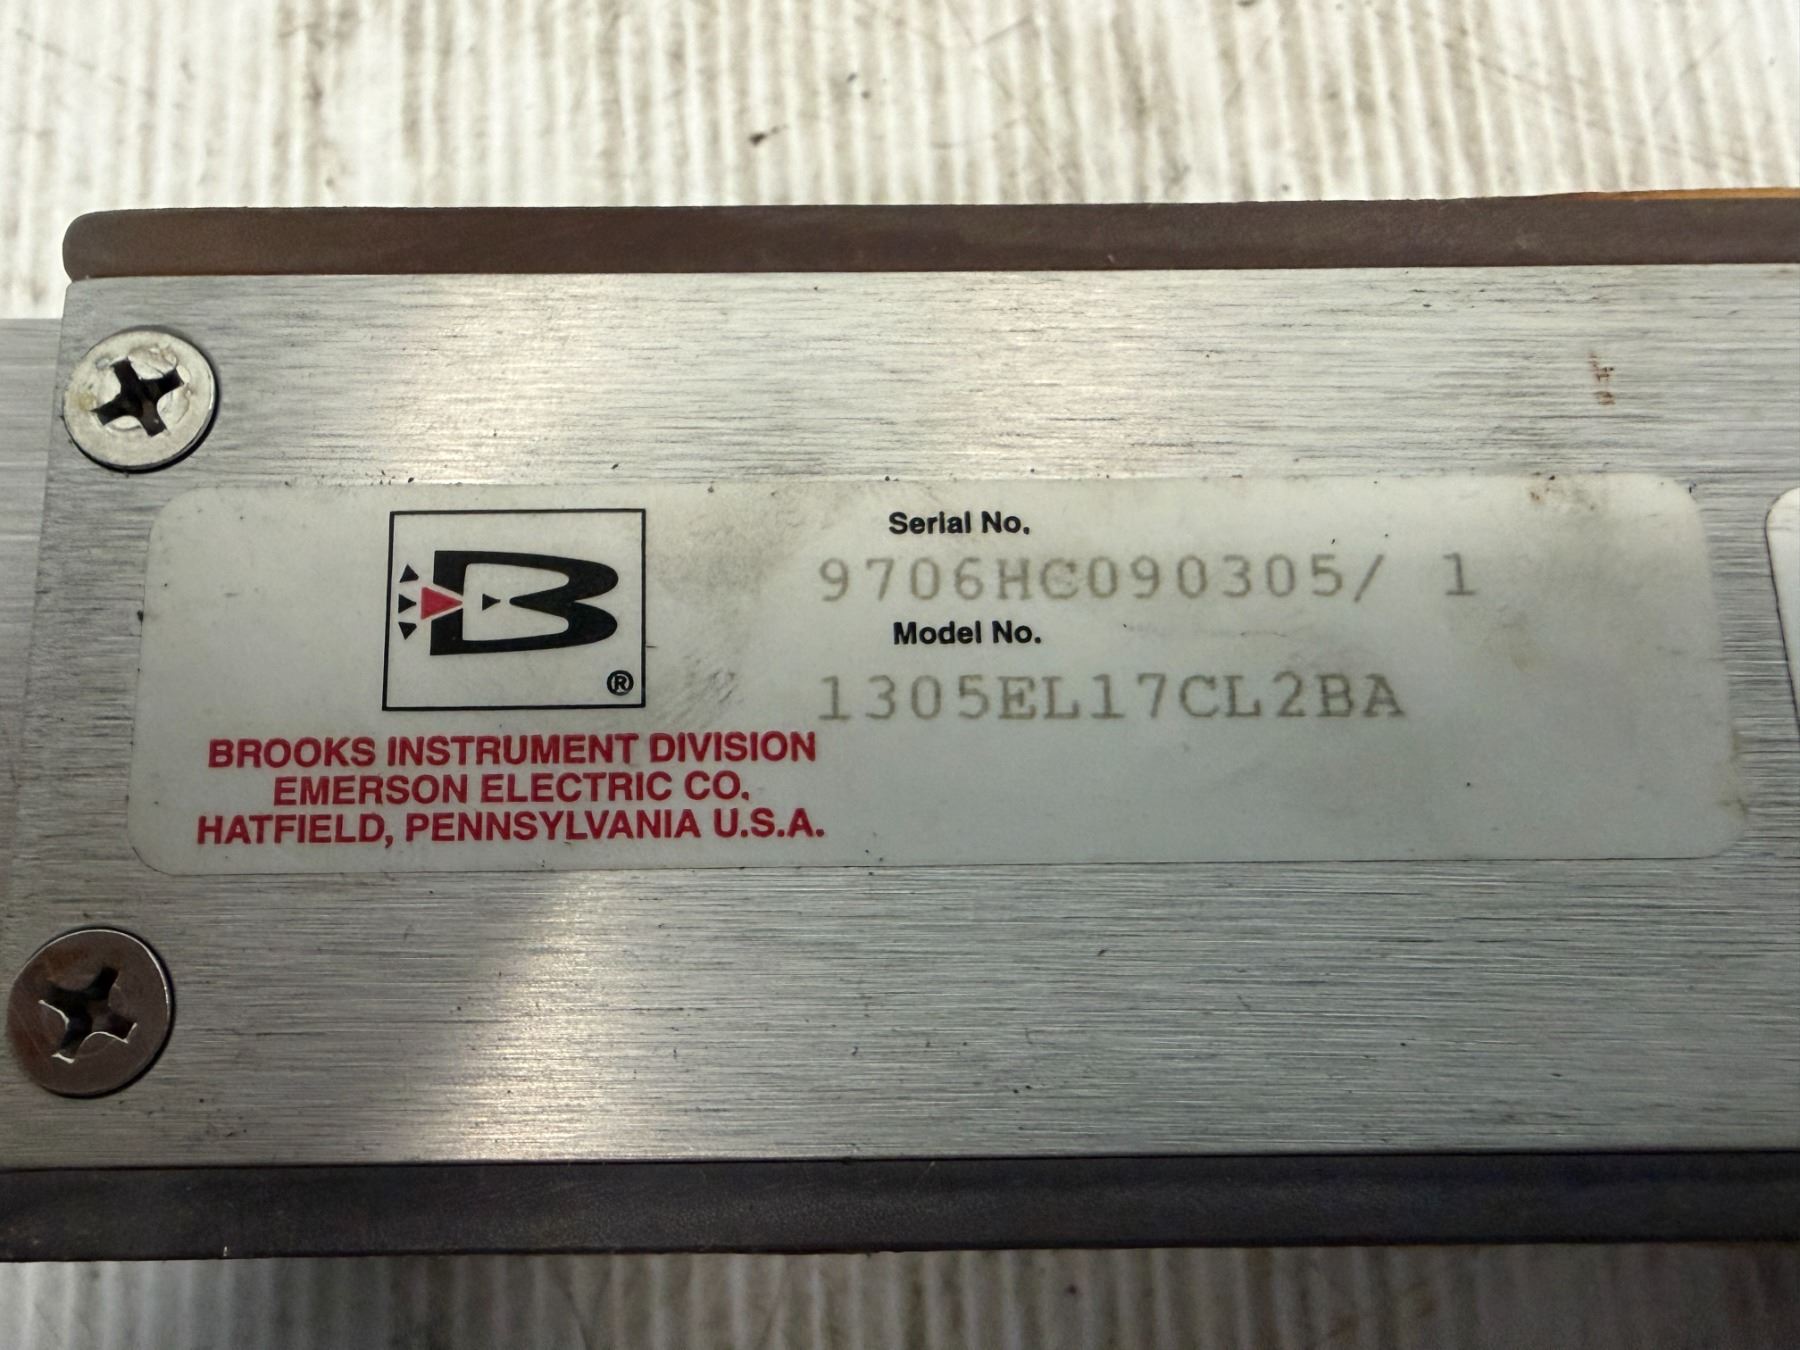 B
®
BROOKS INSTRUMENT DIVISION
EMERSON ELECTRIC CO.
HATFIELD, PENNSYLVANIA U.S.A.
Serial No.
9706HC090305/ 1
Model No.
1305EL17CL2BA